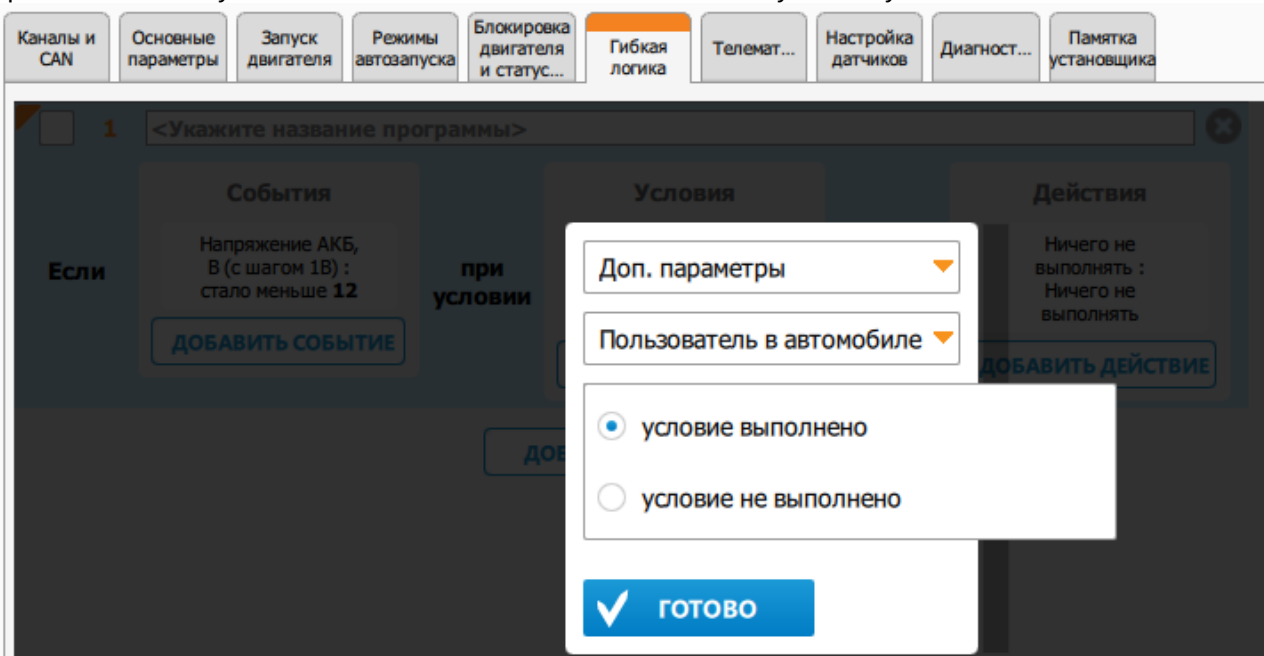 Каналы и
CAN
Основные
параметры
Запуск
двигателя
Режимы
автозапуска
Блокировка
двигателя
и статус...
Гибкая
логика
Телемат...
Настройка
датчиков
Диагност...
Памятка
установщика
1
<Укажите название программы>
События
Условия
Действия
Если
Напряжение АКБ,
В (с шагом 1В) :
стало меньше 12
ДОБАВИТЬ СОБЫТИЕ
при
условии
Доп. параметры
Пользователь в автомобиле
условие выполнено
условие не выполнено
ГОТОВО
Ничего не
выполнять :
Ничего не
выполнять
ДОБАВИТЬ ДЕЙСТВИЕ